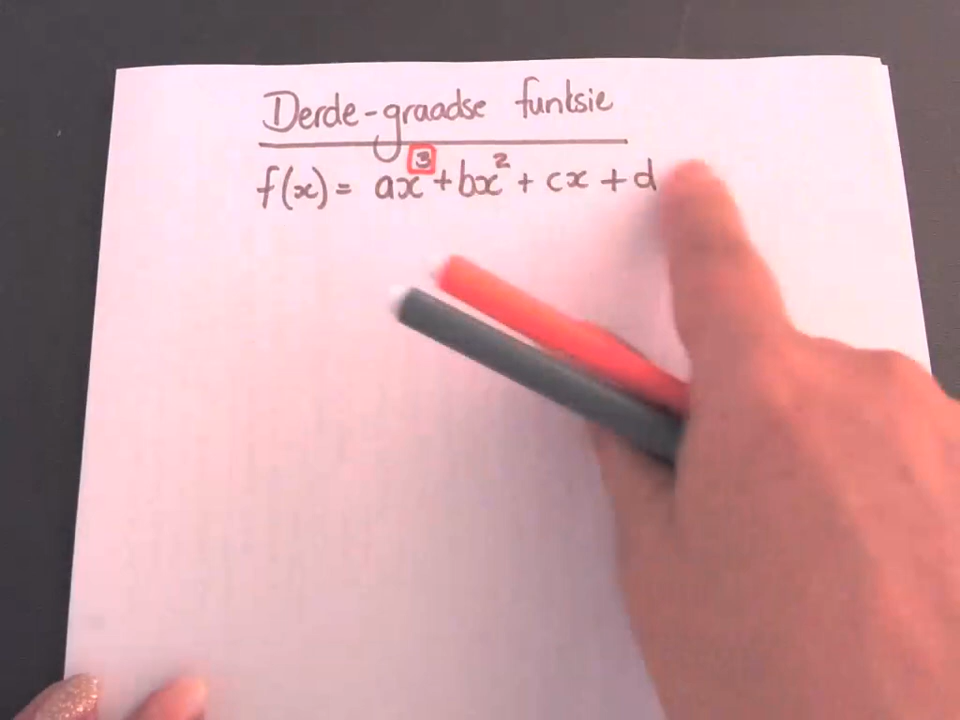 Derde-graadse funksie
f(x) = ax³ + bx² + cx + d